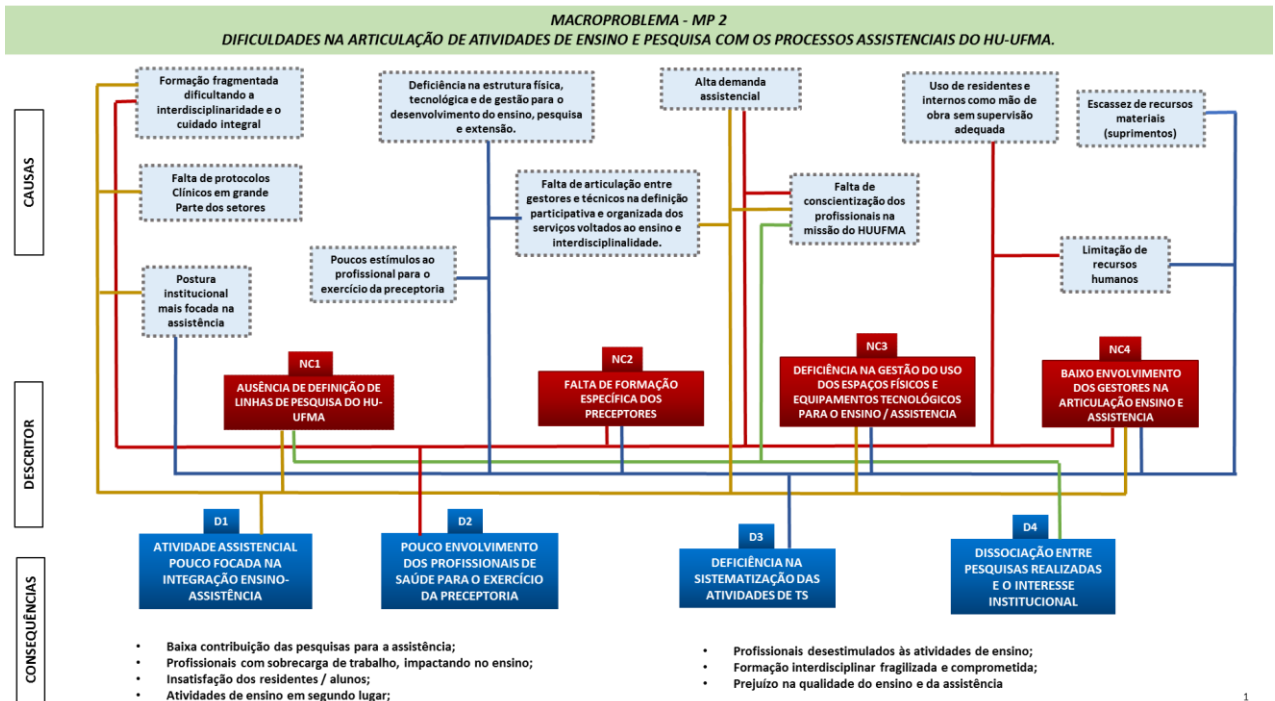 MACROPROBLEMA - MP 2
DIFICULDADES NA ARTICULAÇÃO DE ATIVIDADES DE ENSINO E PESQUISA COM OS PROCESSOS ASSISTENCIAIS DO HU-UFMA.
CAUSAS
Formação fragmentada
dificultando a
interdisciplinaridade e o
cuidado integral
Deficiência na estrutura física,
tecnológica e de gestão para o
desenvolvimento do ensino, pesquisa
e extensão.
Alta demanda
assistencial
Uso de residentes e
internos como mão de
obra sem supervisão
adequada
Escassez de recursos
materiais
(suprimentos)
Falta de protocolos
Clínicos em grande
Parte dos setores
Falta de articulação entre
gestores e técnicos na definição
participativa e organizada dos
serviços voltados ao ensino e
interdisciplinalidade.
Falta de
conscientização dos
profissionais na
missão do HUUFMA
Poucos estímulos ao
profissional para o
exercício da preceptoria
Limitação de
recursos
humanos
Postura
institucional
mais focada na
assistência
DESCRITOR
NC1
AUSÊNCIA DE DEFINIÇÃO DE
LINHAS DE PESQUISA DO HU-
UFMA
NC2
FALTA DE FORMAÇÃO
ESPECÍFICA DOS
PRECEPTORES
NC3
DEFICIÊNCIA NA GESTÃO DO USO
DOS ESPAÇOS FÍSICOS E
EQUIPAMENTOS TECNOLÓGICOS
PARA O ENSINO / ASSISTENCIA
NC4
BAIXO ENVOLVIMENTO
DOS GESTORES NA
ARTICULAÇÃO ENSINO E
ASSISTENCIA
D1
ATIVIDADE ASSISTENCIAL
POUCO FOCADA NA
INTEGRAÇÃO ENSINO-
ASSISTÊNCIA
D2
POUCO ENVOLVIMENTO
DOS PROFISSIONAIS DE
SAÚDE PARA O EXERCÍCIO
DA PRECEPTORIA
D3
DEFICIÊNCIA NA
SISTEMATIZAÇÃO DAS
ATIVIDADES DE TS
D4
DISSOCIAÇÃO ENTRE
PESQUISAS REALIZADAS
E O INTERESSE
INSTITUCIONAL
CONSEQUÊNCIAS
• Baixa contribuição das pesquisas para a assistência;
• Profissionais com sobrecarga de trabalho, impactando no ensino;
• Insatisfação dos residentes / alunos;
• Atividades de ensino em segundo lugar;
• Profissionais desestimulados às atividades de ensino;
• Formação interdisciplinar fragilizada e comprometida;
• Prejuízo na qualidade do ensino e da assistência
1